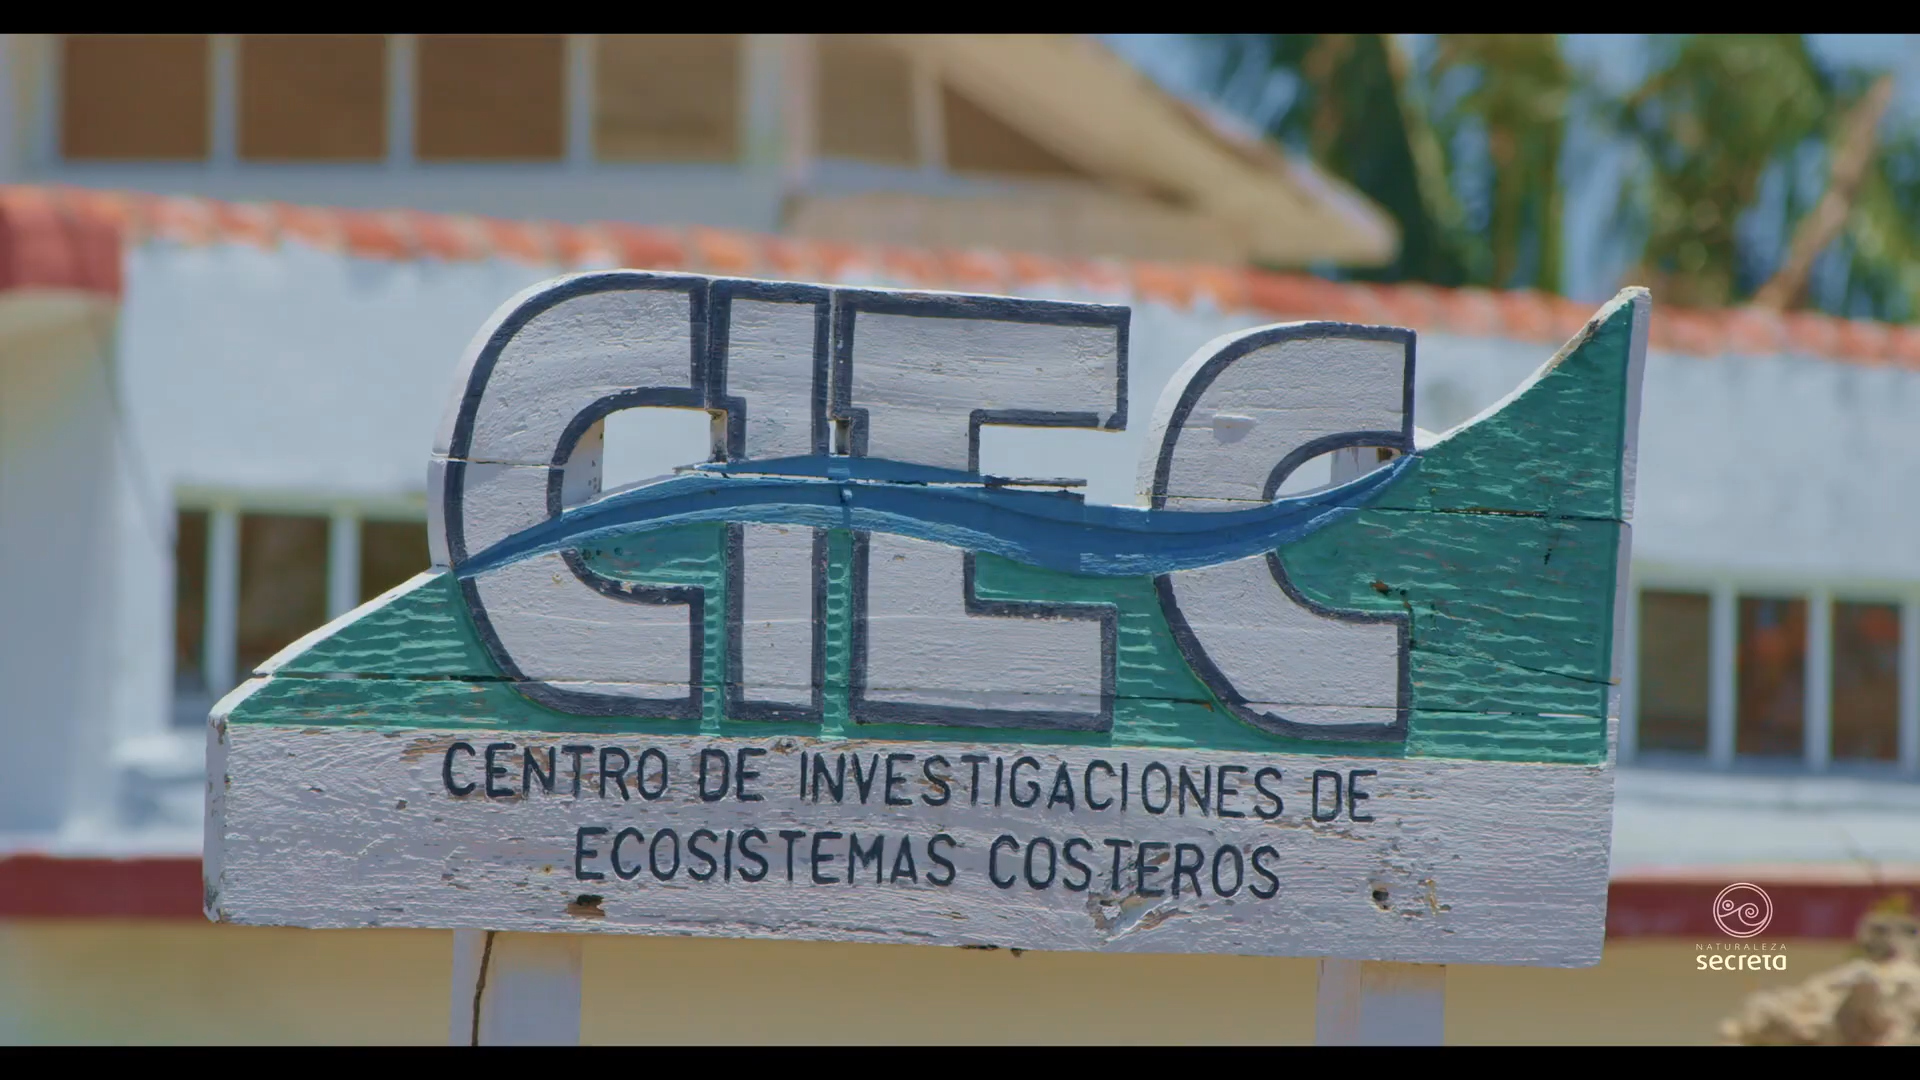 CIEC
CENTRO DE INVESTIGACIONES DE
ECOSISTEMAS COSTEROS
NATURALEZA
secreta